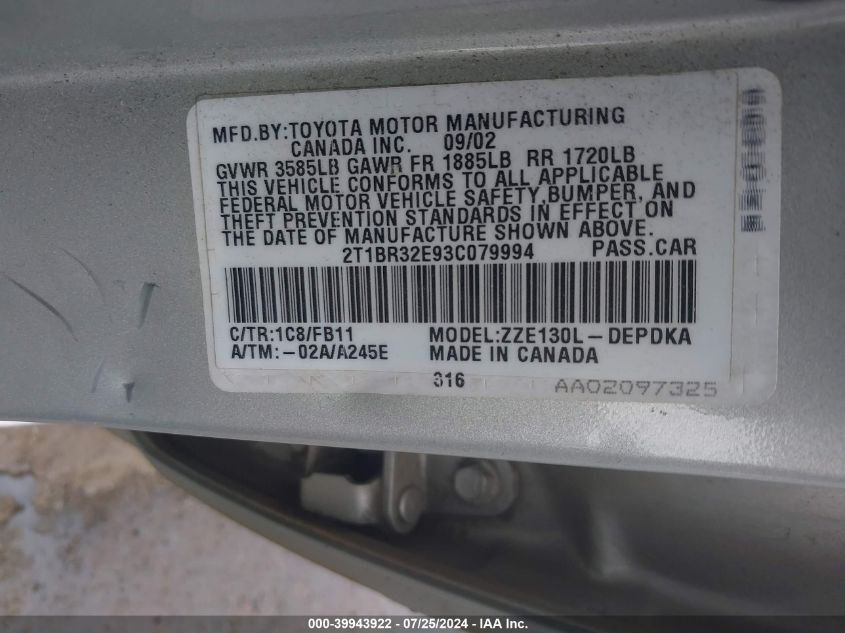 MFD.BY:TOYOTA MOTOR MANUFACTURING
CANADA INC. 09/02
GVWR 3585LB GAWR FR 1885LB RR 1720LB
THIS VEHICLE CONFORMS TO ALL APPLICABLE
FEDERAL MOTOR VEHICLE SAFETY,BUMPER, AND
THEFT PREVENTION STANDARDS IN EFFECT ON
THE DATE OF MANUFACTURE SHOWN ABOVE.
2T1BR32E93C079994 PASS.CAR
C/TR:1C8/FB11 MODEL:ZZE130L-DEPDKA
A/TM:-02A/A245E MADE IN CANADA
316
AA02097325
000-39943922 - 07/25/2024 - IAA Inc.